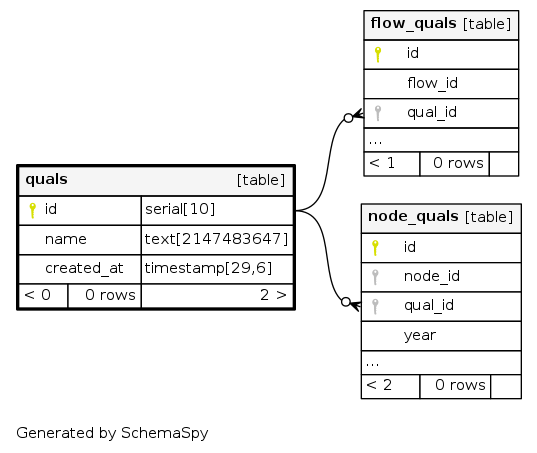 flow_quals [table]
id
flow_id
qual_id
...
< 1 0 rows
quals [table]
id serial[10]
name text[2147483647]
created_at timestamp[29,6]
< 0 0 rows 2 >
node_quals [table]
id
node_id
qual_id
year
...
< 2 0 rows
Generated by SchemaSpy